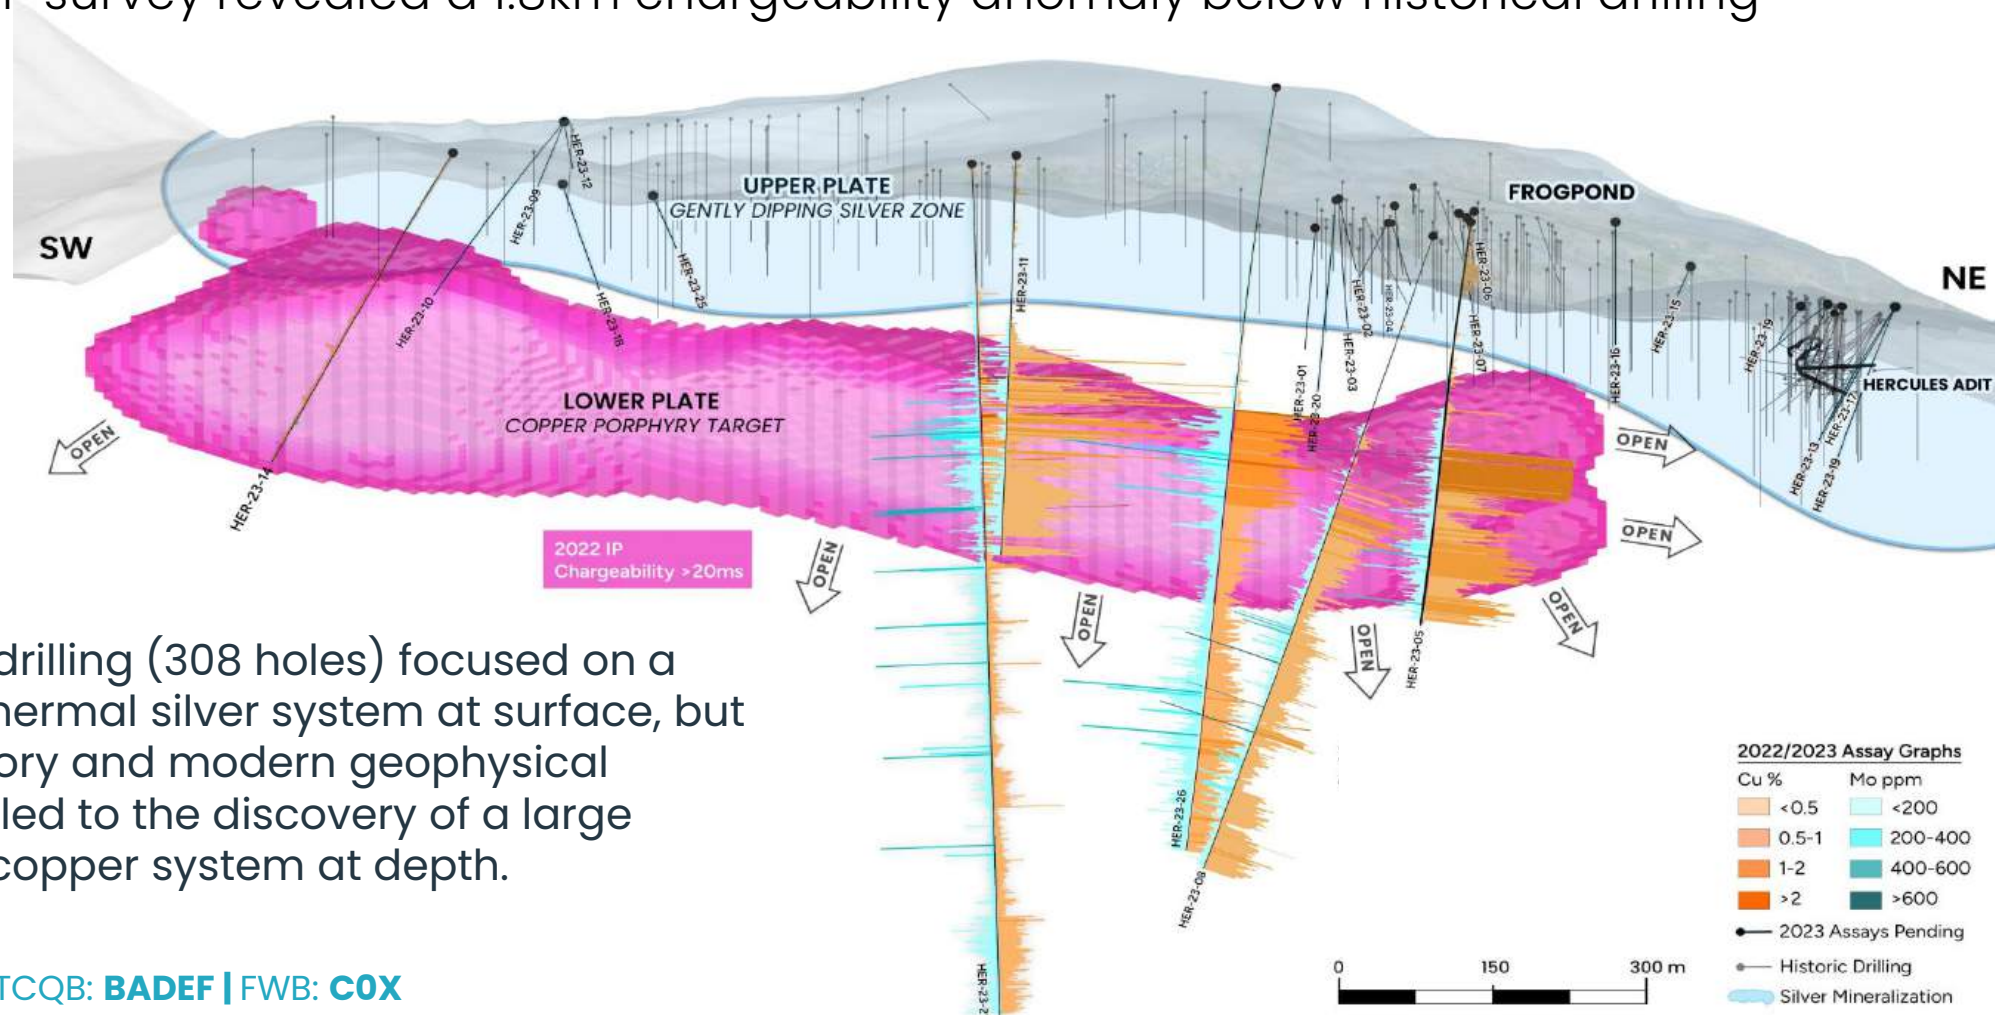 survey revealed a 1.8km chargeability anomaly below historical drilling
SW
NE
UPPER PLATE
GENTLY DIPPING SILVER ZONE
FROGPOND
HERCULES ADIT
LOWER PLATE
COPPER PORPHYRY TARGET
HER-23-12
HER-23-09
HER-23-10
HER-23-18
HER-23-25
HER-23-14
HER-23-11
HER-23-01
HER-23-20
HER-23-02
HER-23-03
HER-23-04
HER-23-06
HER-23-07
HER-23-16
HER-23-15
HER-23-19
HER-23-17
HER-23-13
HER-23-19
HER-23-05
HER-23-26
HER-23-08
HER-23-2
OPEN
OPEN
OPEN
OPEN
OPEN
OPEN
OPEN
2022 IP
Chargeability >20ms
drilling (308 holes) focused on a
hermal silver system at surface, but
ory and modern geophysical
led to the discovery of a large
copper system at depth.
TCQB: BADEF | FWB: C0X
2022/2023 Assay Graphs
Cu % Mo ppm
<0.5 <200
0.5-1 200-400
1-2 400-600
>2 >600
2023 Assays Pending
Historic Drilling
Silver Mineralization
0 150 300 m